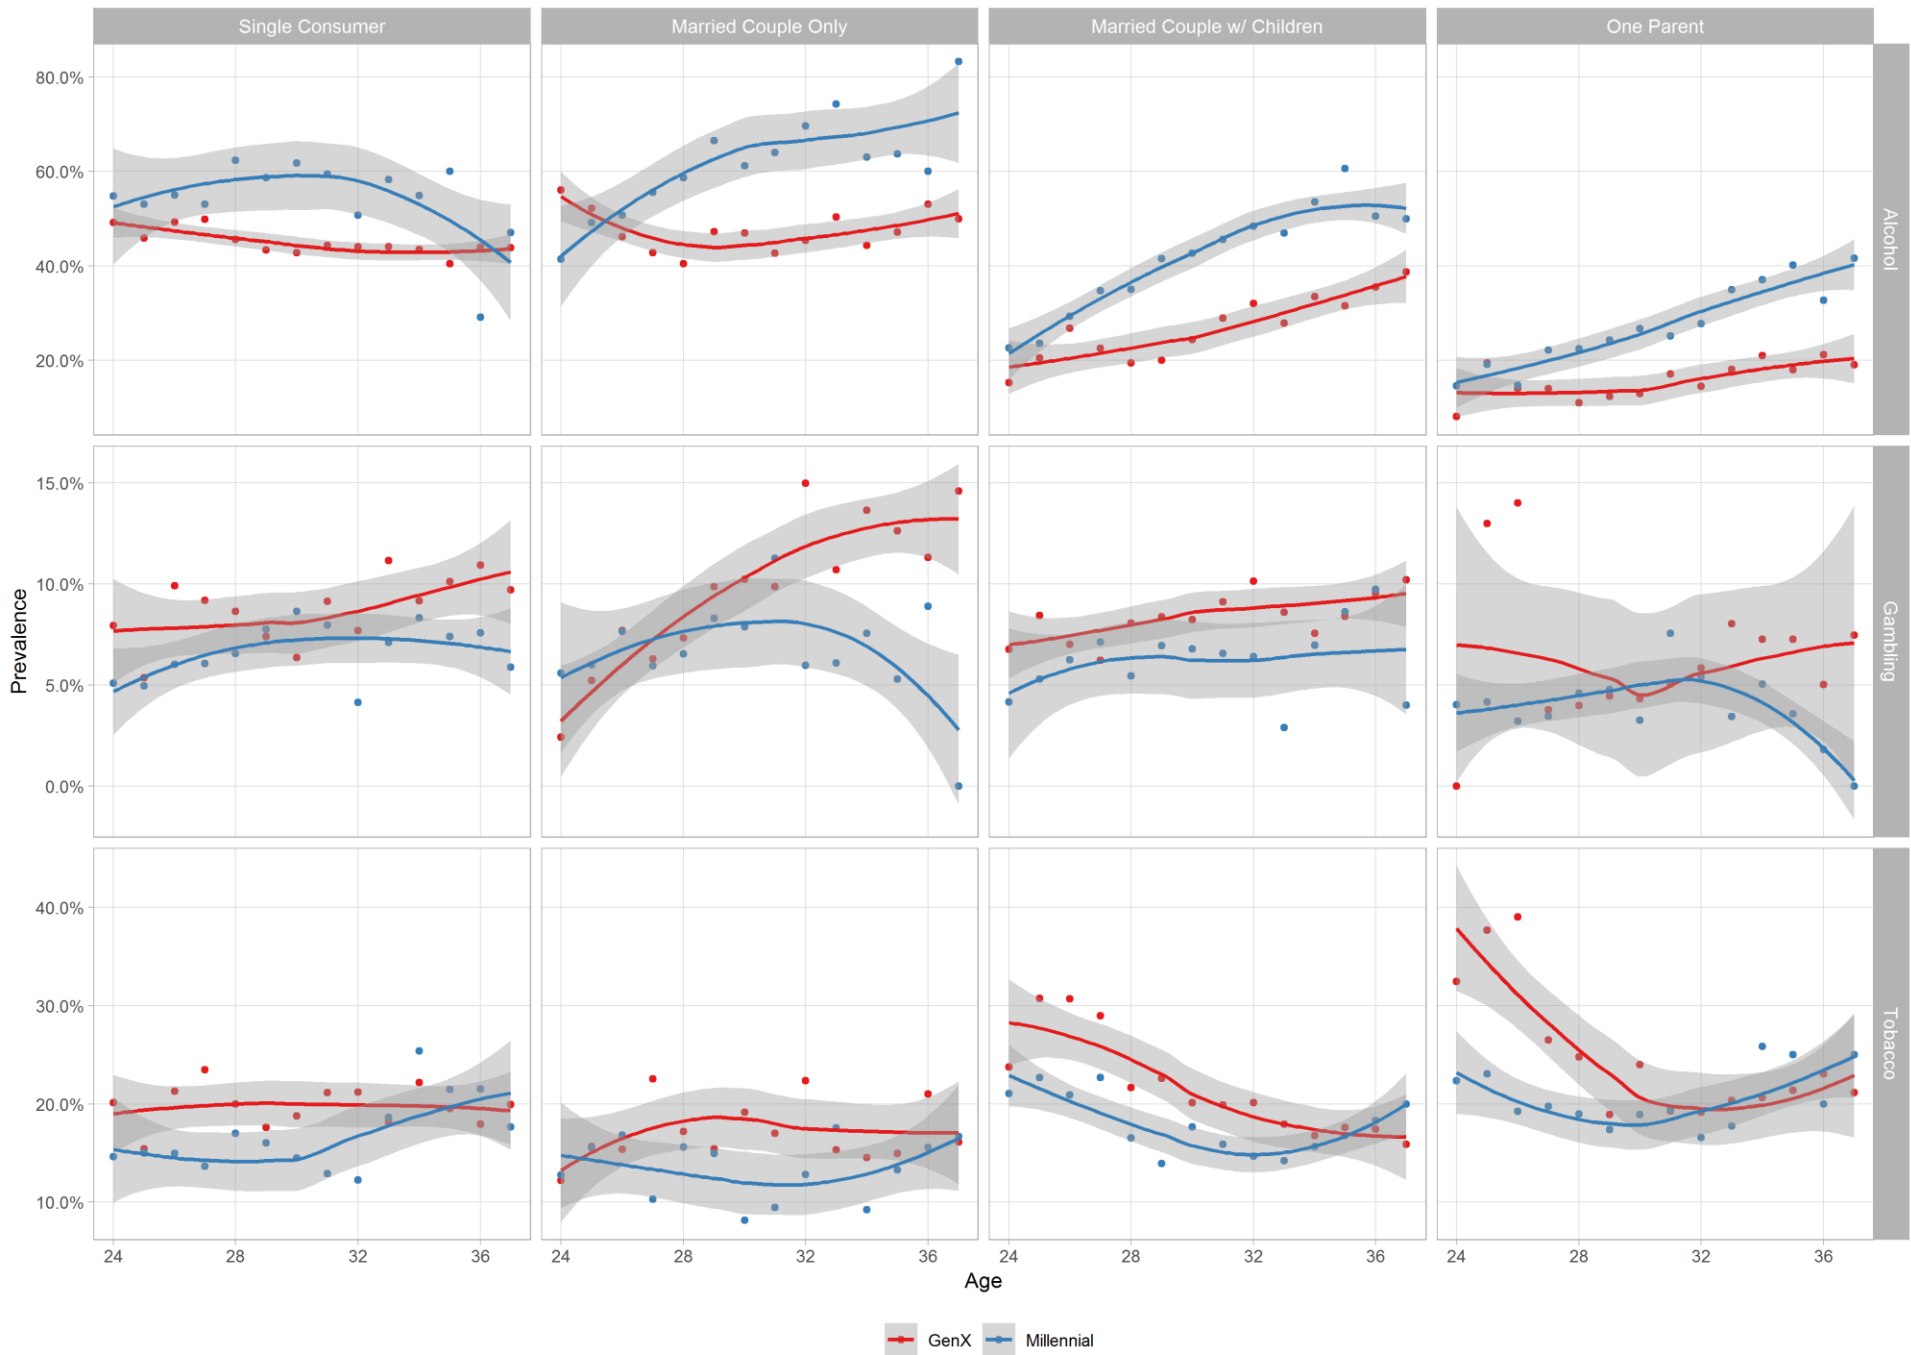 Single Consumer
Married Couple Only
Married Couple w/ Children
One Parent
80.0%
60.0%
40.0%
20.0%
Alcohol
15.0%
10.0%
5.0%
0.0%
Gambling
Prevalence
40.0%
30.0%
20.0%
10.0%
Tobacco
24 28 32 36 24 28 32 36 24 28 32 36 24 28 32 36
Age
GenX Millennial